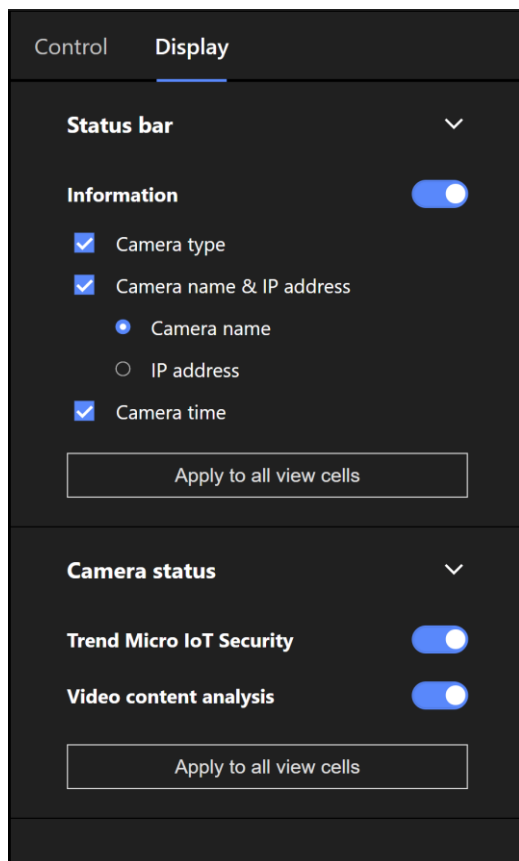 Control Display
Status bar
Information
Camera type
Camera name & IP address
Camera name
IP address
Camera time
Apply to all view cells
Camera status
Trend Micro IoT Security
Video content analysis
Apply to all view cells